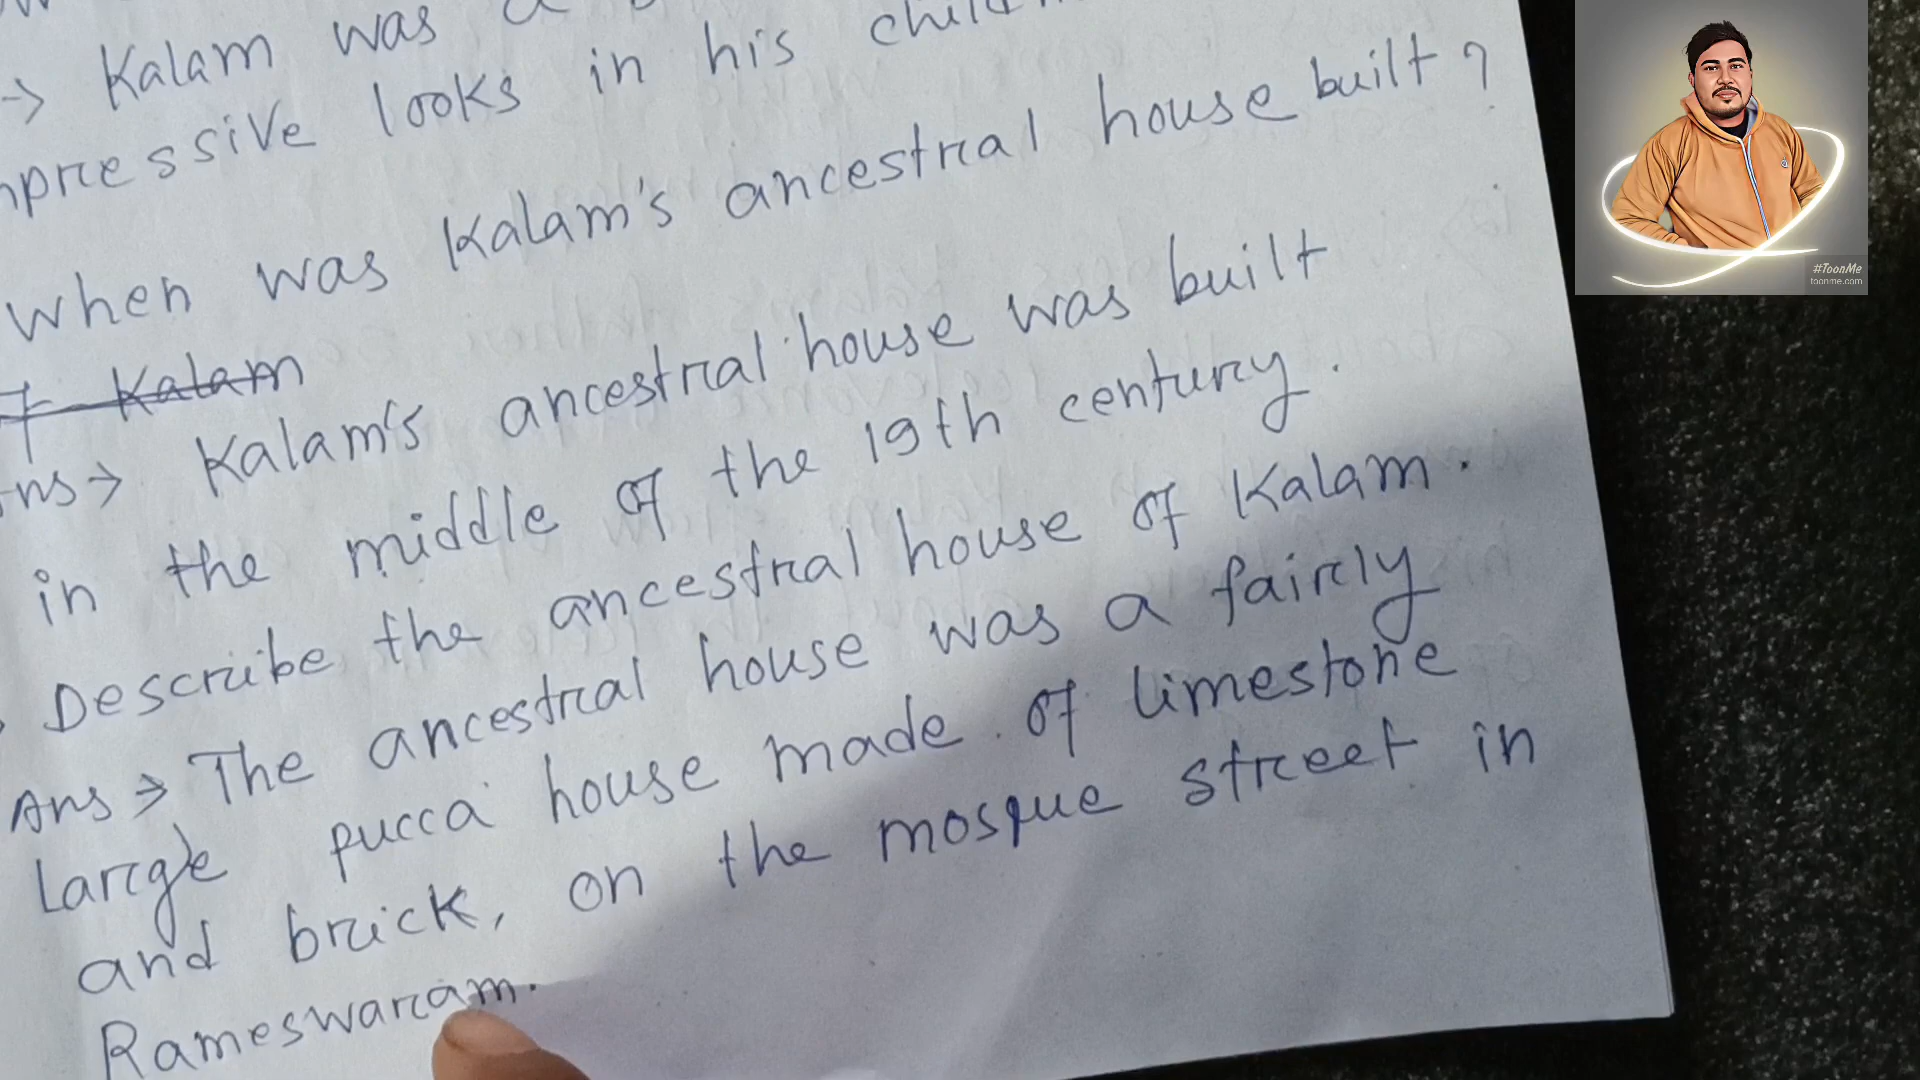 → Kalam was a
impressive looks in his
When was Kalam's ancestral house built?
Kalam
Ans → Kalam's ancestral house was built
in the middle of the 19th century.
Describe the ancestral house of Kalam.
Ans → The ancestral house was a fairly
Large pucca house made of limestone
and brick, on the mosque street in
Rameswaram.
#ToonMe
toonme.com